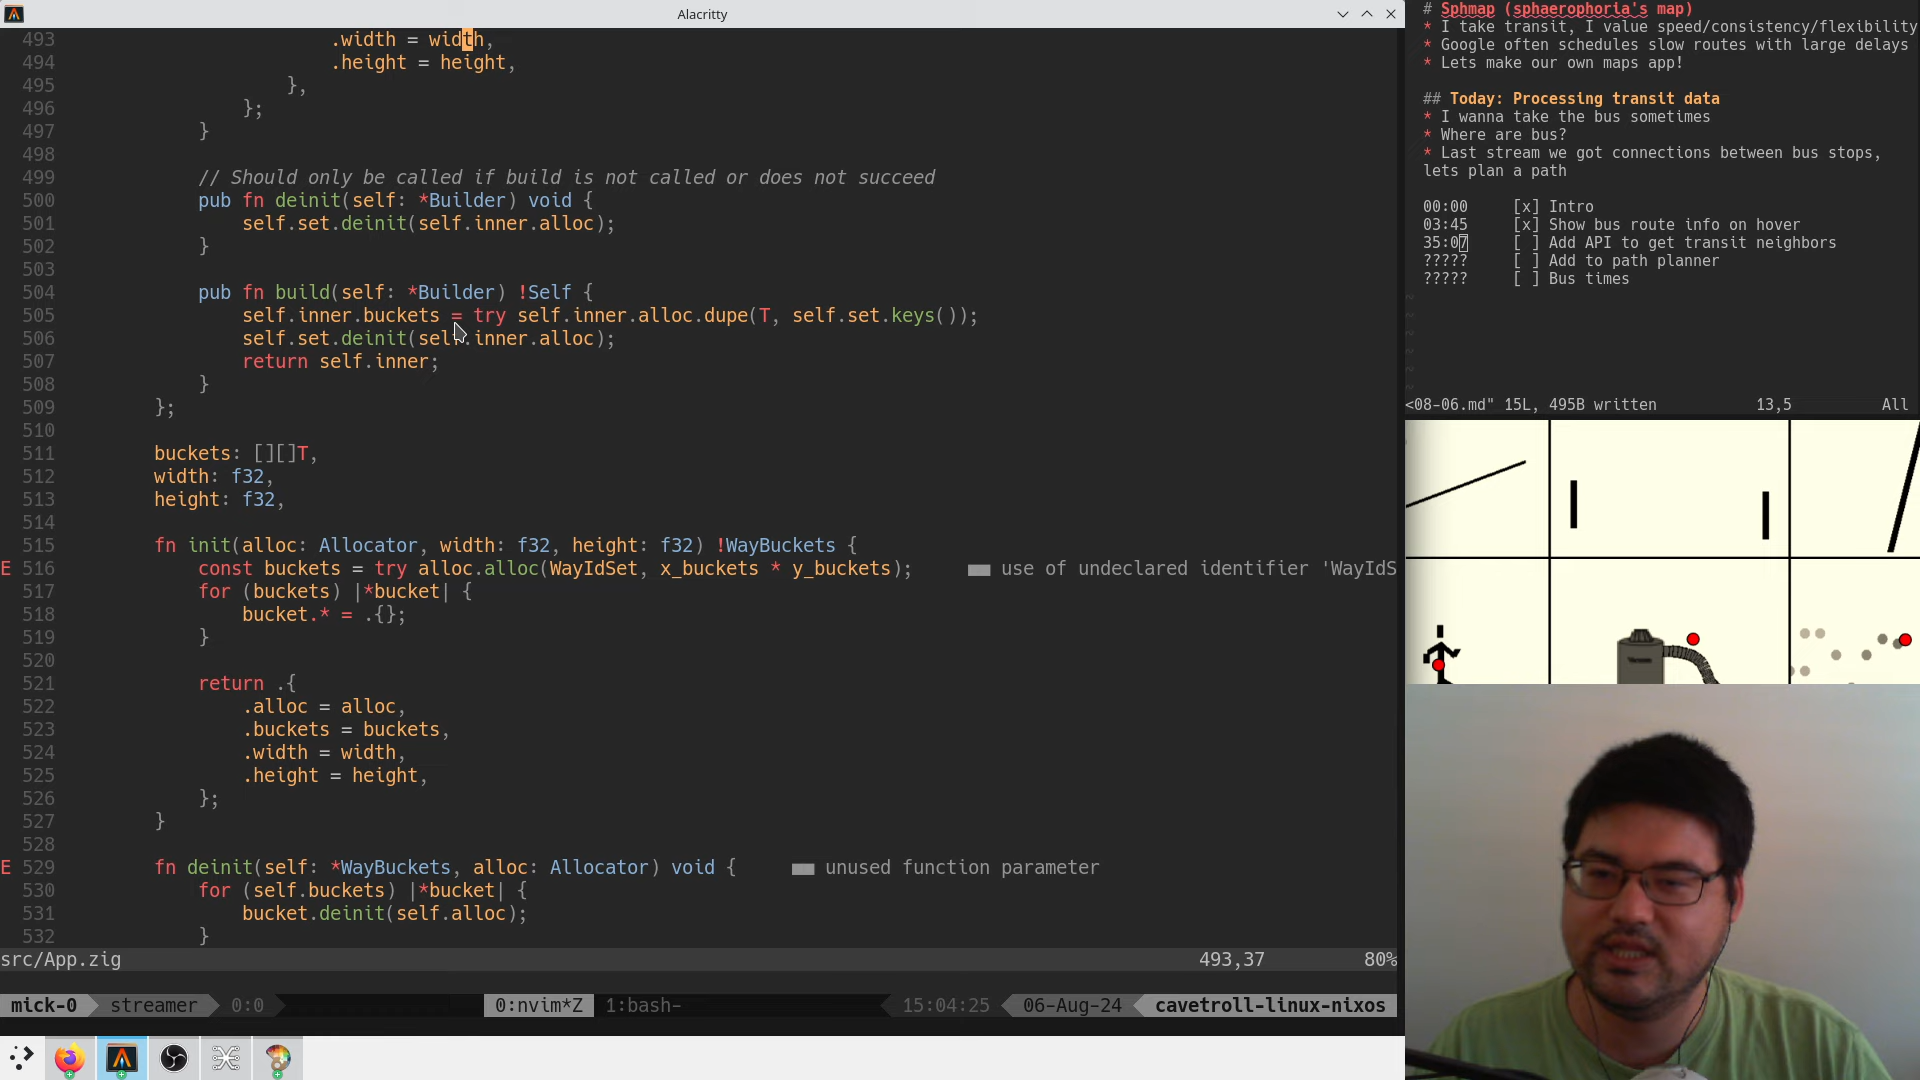 Alacritty
493 .width = width,
494 .height = height,
495 },
496 };
497 }
498
499 // Should only be called if build is not called or does not succeed
500 pub fn deinit(self: *Builder) void {
501 self.set.deinit(self.inner.alloc);
502 }
503
504 pub fn build(self: *Builder) !Self {
505 self.inner.buckets = try self.inner.alloc.dupe(T, self.set.keys());
506 self.set.deinit(self.inner.alloc);
507 return self.inner;
508 }
509 };
510
511 buckets: [][]T,
512 width: f32,
513 height: f32,
514
515 fn init(alloc: Allocator, width: f32, height: f32) !WayBuckets {
E 516 const buckets = try alloc.alloc(WayIdSet, x_buckets * y_buckets); ■■ use of undeclared identifier 'WayIdS
517 for (buckets) |*bucket| {
518 bucket.* = .{};
519 }
520
521 return .{
522 .alloc = alloc,
523 .buckets = buckets,
524 .width = width,
525 .height = height,
526 };
527 }
528
E 529 fn deinit(self: *WayBuckets, alloc: Allocator) void { ■■ unused function parameter
530 for (self.buckets) |*bucket| {
531 bucket.deinit(self.alloc);
532 }
src/App.zig 493,37 80%
mick-0 streamer 0:0 0:nvim*Z 1:bash- 15:04:25 06-Aug-24 cavetroll-linux-nixos
# Sphmap (sphaerophoria's map)
* I take transit, I value speed/consistency/flexbility
* Google often schedules slow routes with large delays
* Lets make our own maps app!
## Today: Processing transit data
* I wanna take the bus sometimes
* Where are bus?
* Last stream we got connections between bus stops,
lets plan a path
00:00 [x] Intro
03:45 [x] Show bus route info on hover
35:07 [ ] Add API to get transit neighbors
????? [ ] Add to path planner
????? [ ] Bus times
~
~
~
~
~
~
<08-06.md" 15L, 495B written 13,5 All